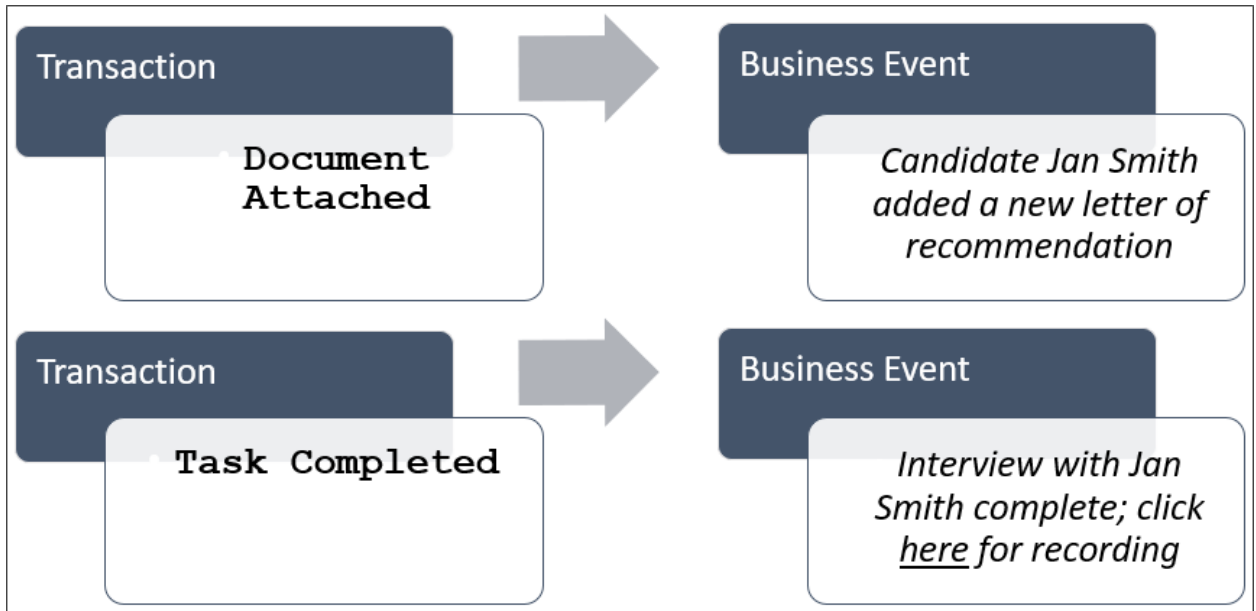 Transaction
Business Event
• Document
Attached
Candidate Jan Smith
added a new letter of
recommendation
Transaction
Business Event
• Task Completed
Interview with Jan
Smith complete; click
here for recording